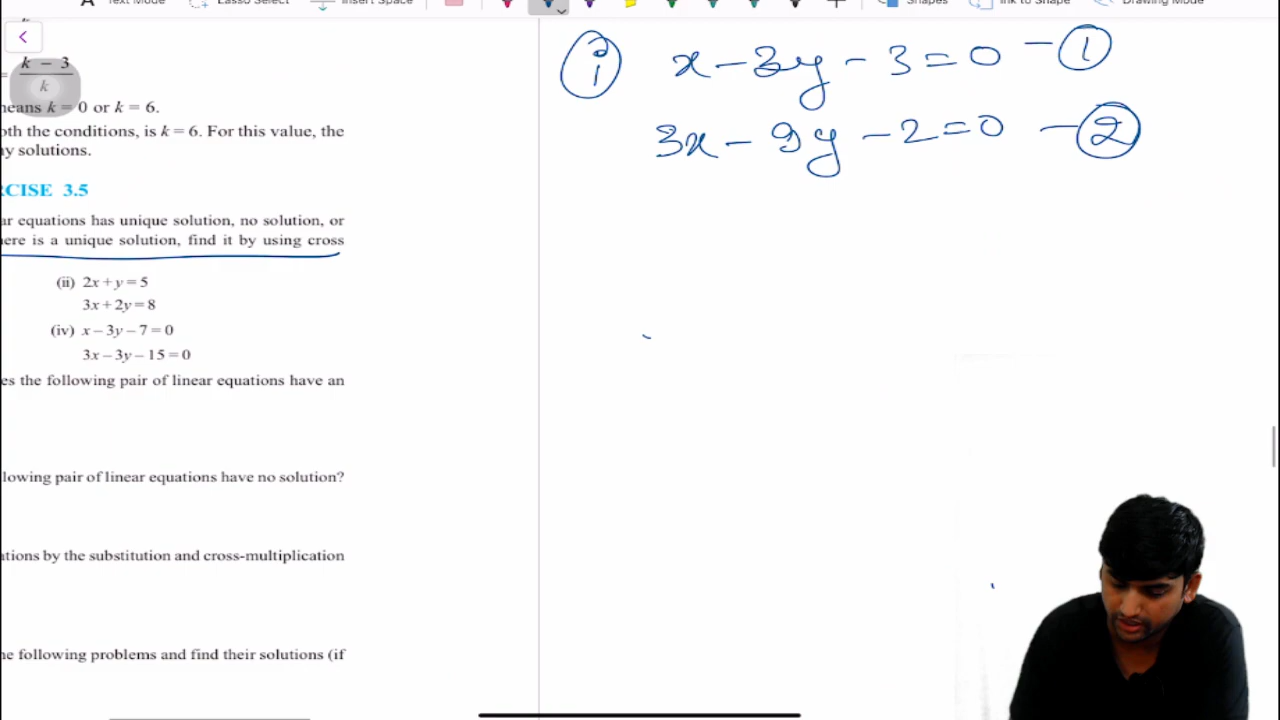 Text Mode Lasso Select Insert Space Shapes Ink to Shape Drawing Mode
= k − 3
k
means k = 0 or k = 6.
oth the conditions, is k = 6. For this value, the
y solutions.
RCISE 3.5
ar equations has unique solution, no solution, or
here is a unique solution, find it by using cross
(ii) 2x + y = 5
3x + 2y = 8
(iv) x – 3y – 7 = 0
3x – 3y – 15 = 0
es the following pair of linear equations have an
lowing pair of linear equations have no solution?
tions by the substitution and cross-multiplication
he following problems and find their solutions (if
x - 3y - 3 = 0 - 1
3x - 9y - 2 = 0 - 2